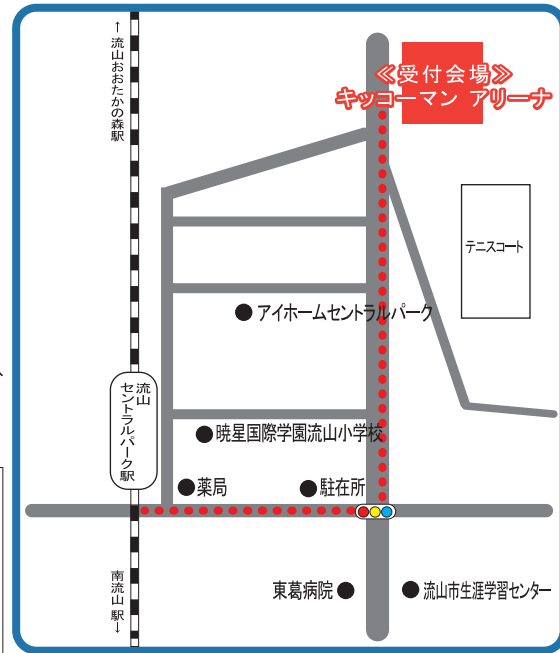 ↑流山おおたかの森駅
≪受付会場≫
キッコーマン アリーナ
テニスコート
アイホームセントラルパーク
流山
セントラルパーク駅
暁星国際学園流山小学校
薬局
駐在所
南流山駅↓
東葛病院
流山市生涯学習センター